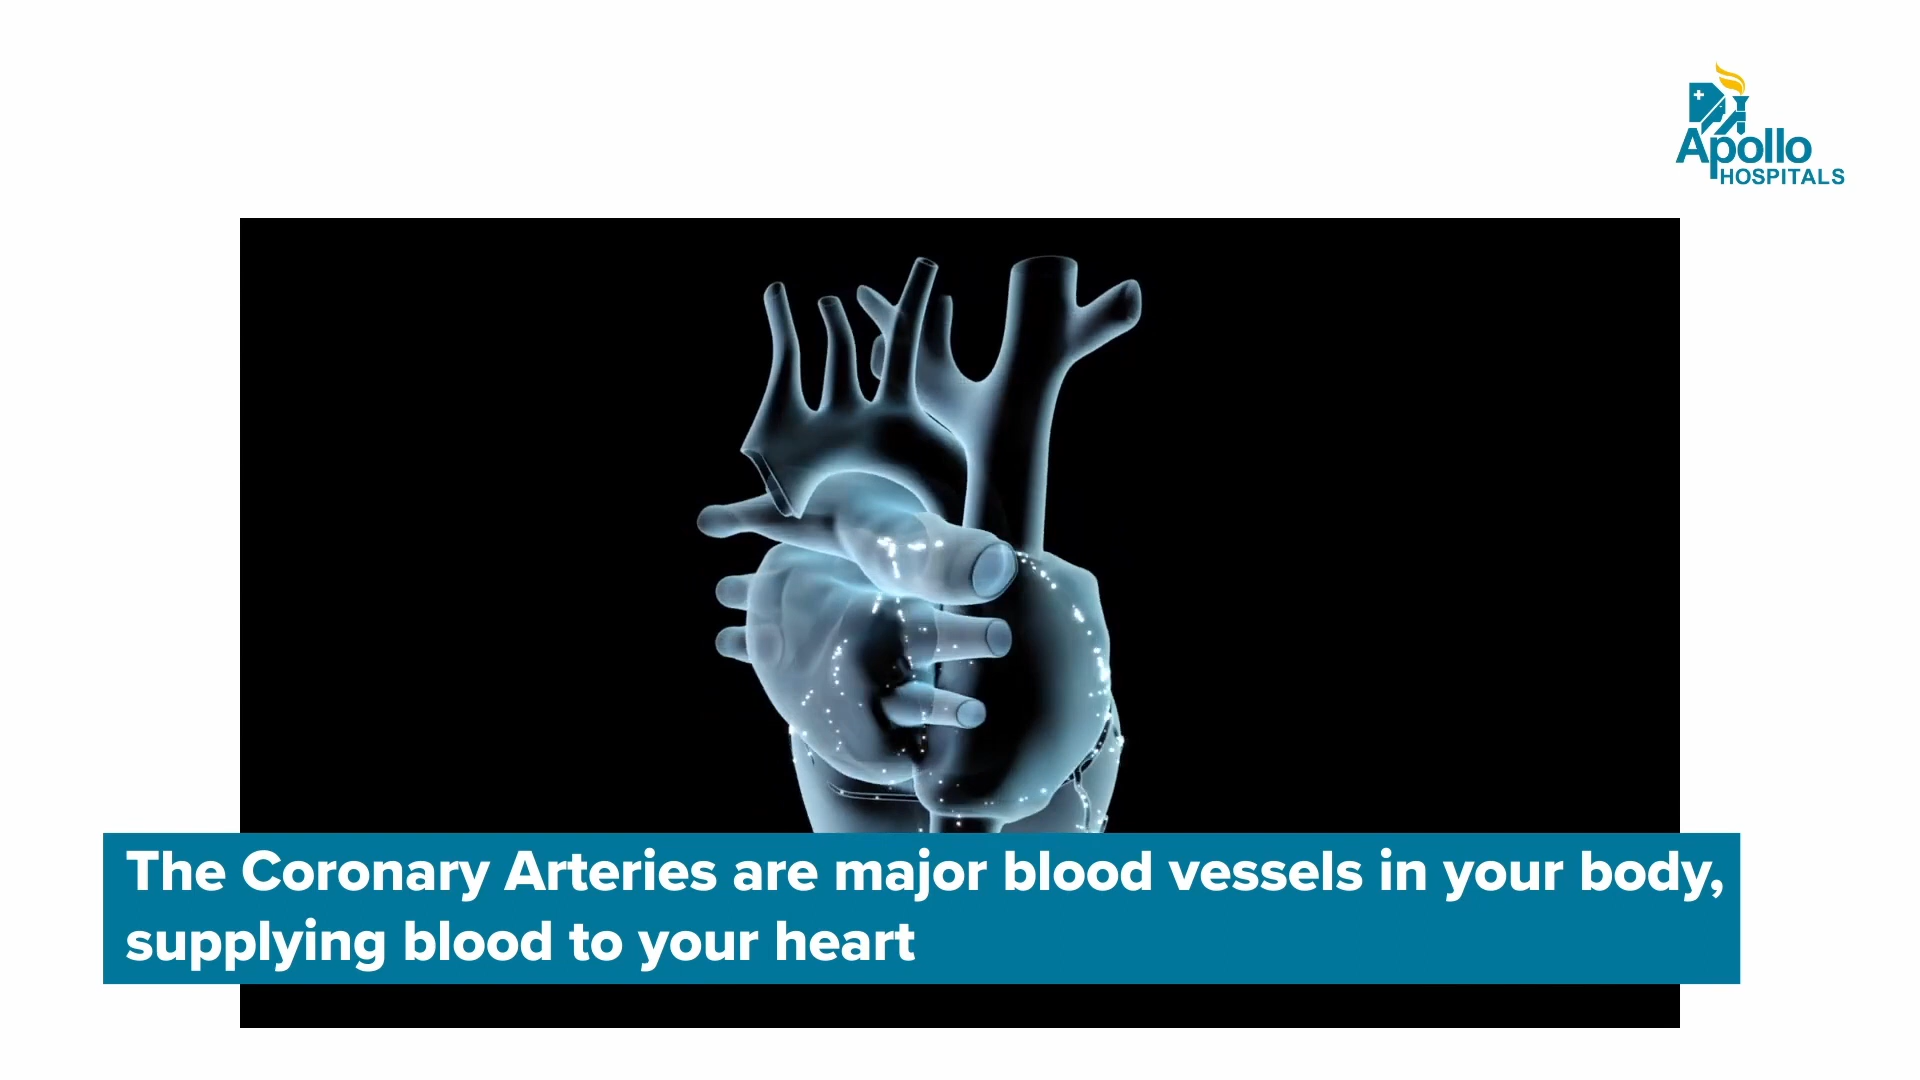 Apollo
HOSPITALS
The Coronary Arteries are major blood vessels in your body,
supplying blood to your heart